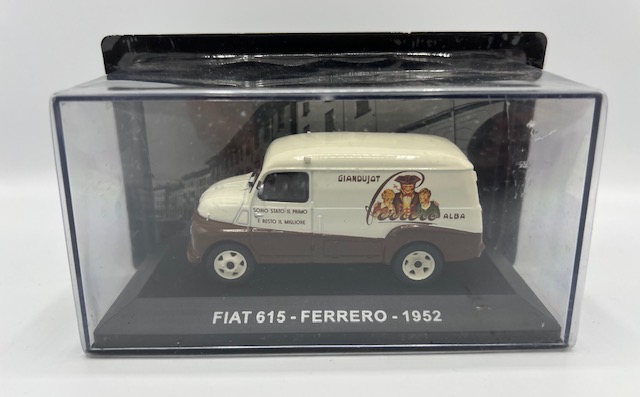 GIANDUJOT
Ferrero
ALBA
SONO STATO IL PRIMO
E RESTO IL MIGLIORE
FIAT 615 - FERRERO - 1952